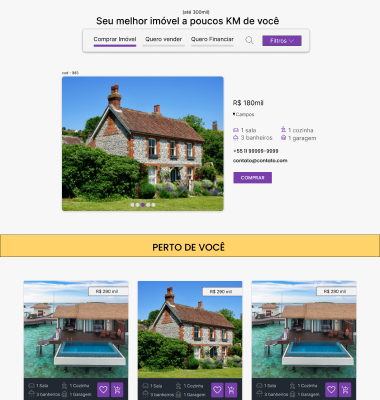 (até 300mil)
Seu melhor imóvel a poucos KM de você
Comprar Imóvel Quero vender Quero Financiar Filtros
cod - 965
R$ 180mil
Campos
1 sala 1 cozinha
3 banheiros 1 garagem
+55 11 99999-9999
contato@contato.com
COMPRAR
PERTO DE VOCÊ
R$ 290 mil R$ 290 mil R$ 290 mil
1 Sala 1 Cozinha 1 Sala 1 Cozinha 1 Sala 1 Cozinha
3 banheiros 1 Garagem 3 banheiros 1 Garagem 3 banheiros 1 Garagem